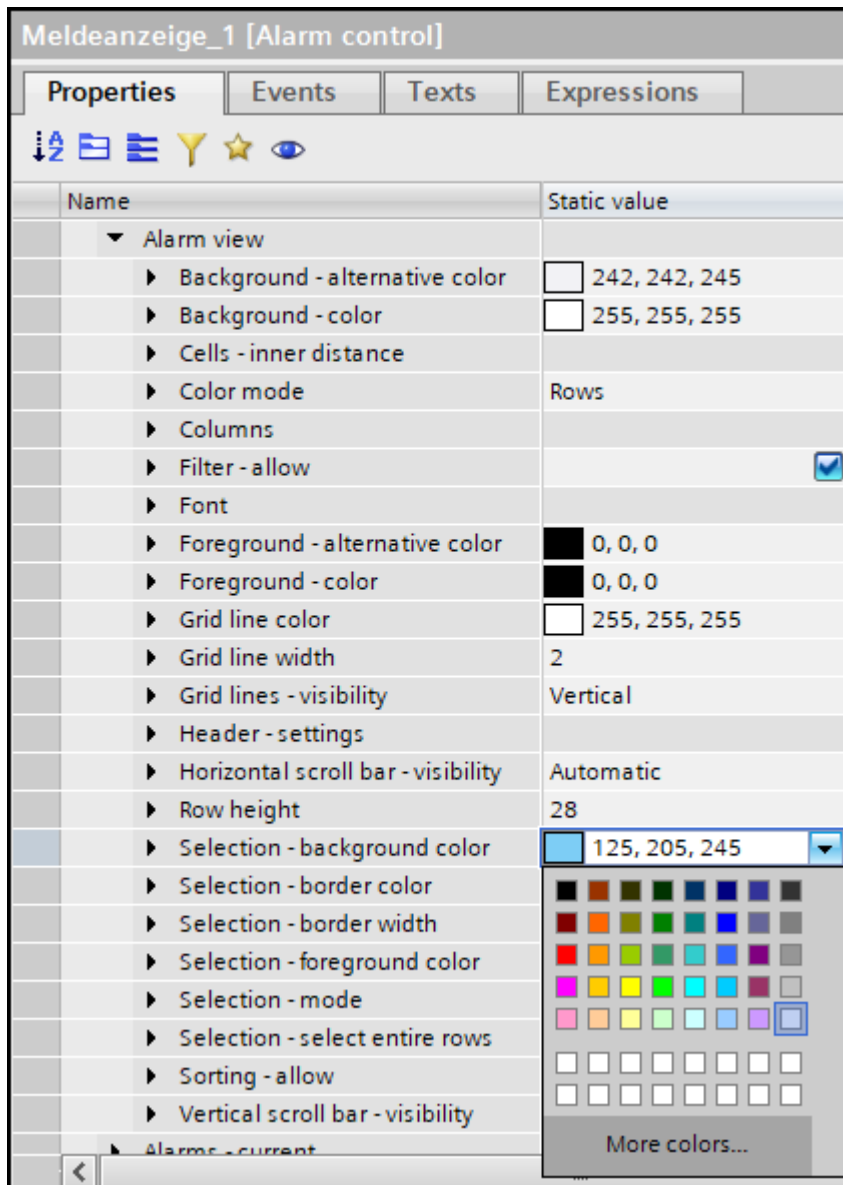 Meldeanzeige_1 [Alarm control]
Properties Events Texts Expressions
Name Static value
Alarm view
Background - alternative color 242, 242, 245
Background - color 255, 255, 255
Cells - inner distance
Color mode Rows
Columns
Filter - allow
Font
Foreground - alternative color 0, 0, 0
Foreground - color 0, 0, 0
Grid line color 255, 255, 255
Grid line width 2
Grid lines - visibility Vertical
Header - settings
Horizontal scroll bar - visibility Automatic
Row height 28
Selection - background color 125, 205, 245
Selection - border color
Selection - border width
Selection - foreground color
Selection - mode
Selection - select entire rows
Sorting - allow
Vertical scroll bar - visibility
More colors...
Alarms - current